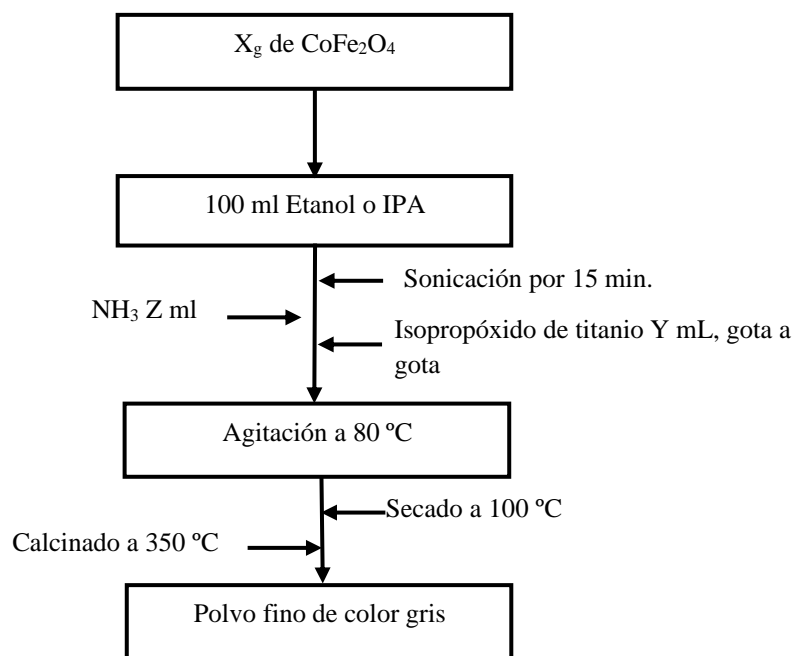 Xg de CoFe2O4
100 ml Etanol o IPA
Sonicación por 15 min.
NH3 Z ml
Isopropóxido de titanio Y mL, gota a
gota
Agitación a 80 ºC
Secado a 100 ºC
Calcinado a 350 ºC
Polvo fino de color gris